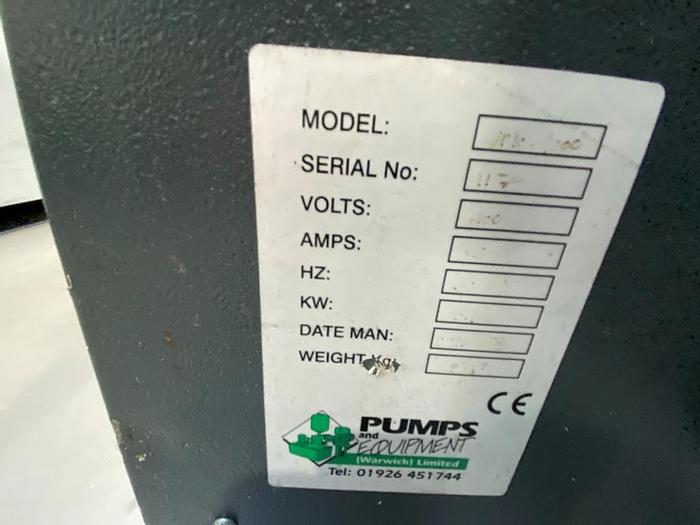 MODEL:
SERIAL No:
VOLTS:
AMPS:
HZ:
KW:
DATE MAN:
WEIGHT Kg:
CE
PUMPS
and
EQUIPMENT
(Warwick) Limited
Tel: 01926 451744